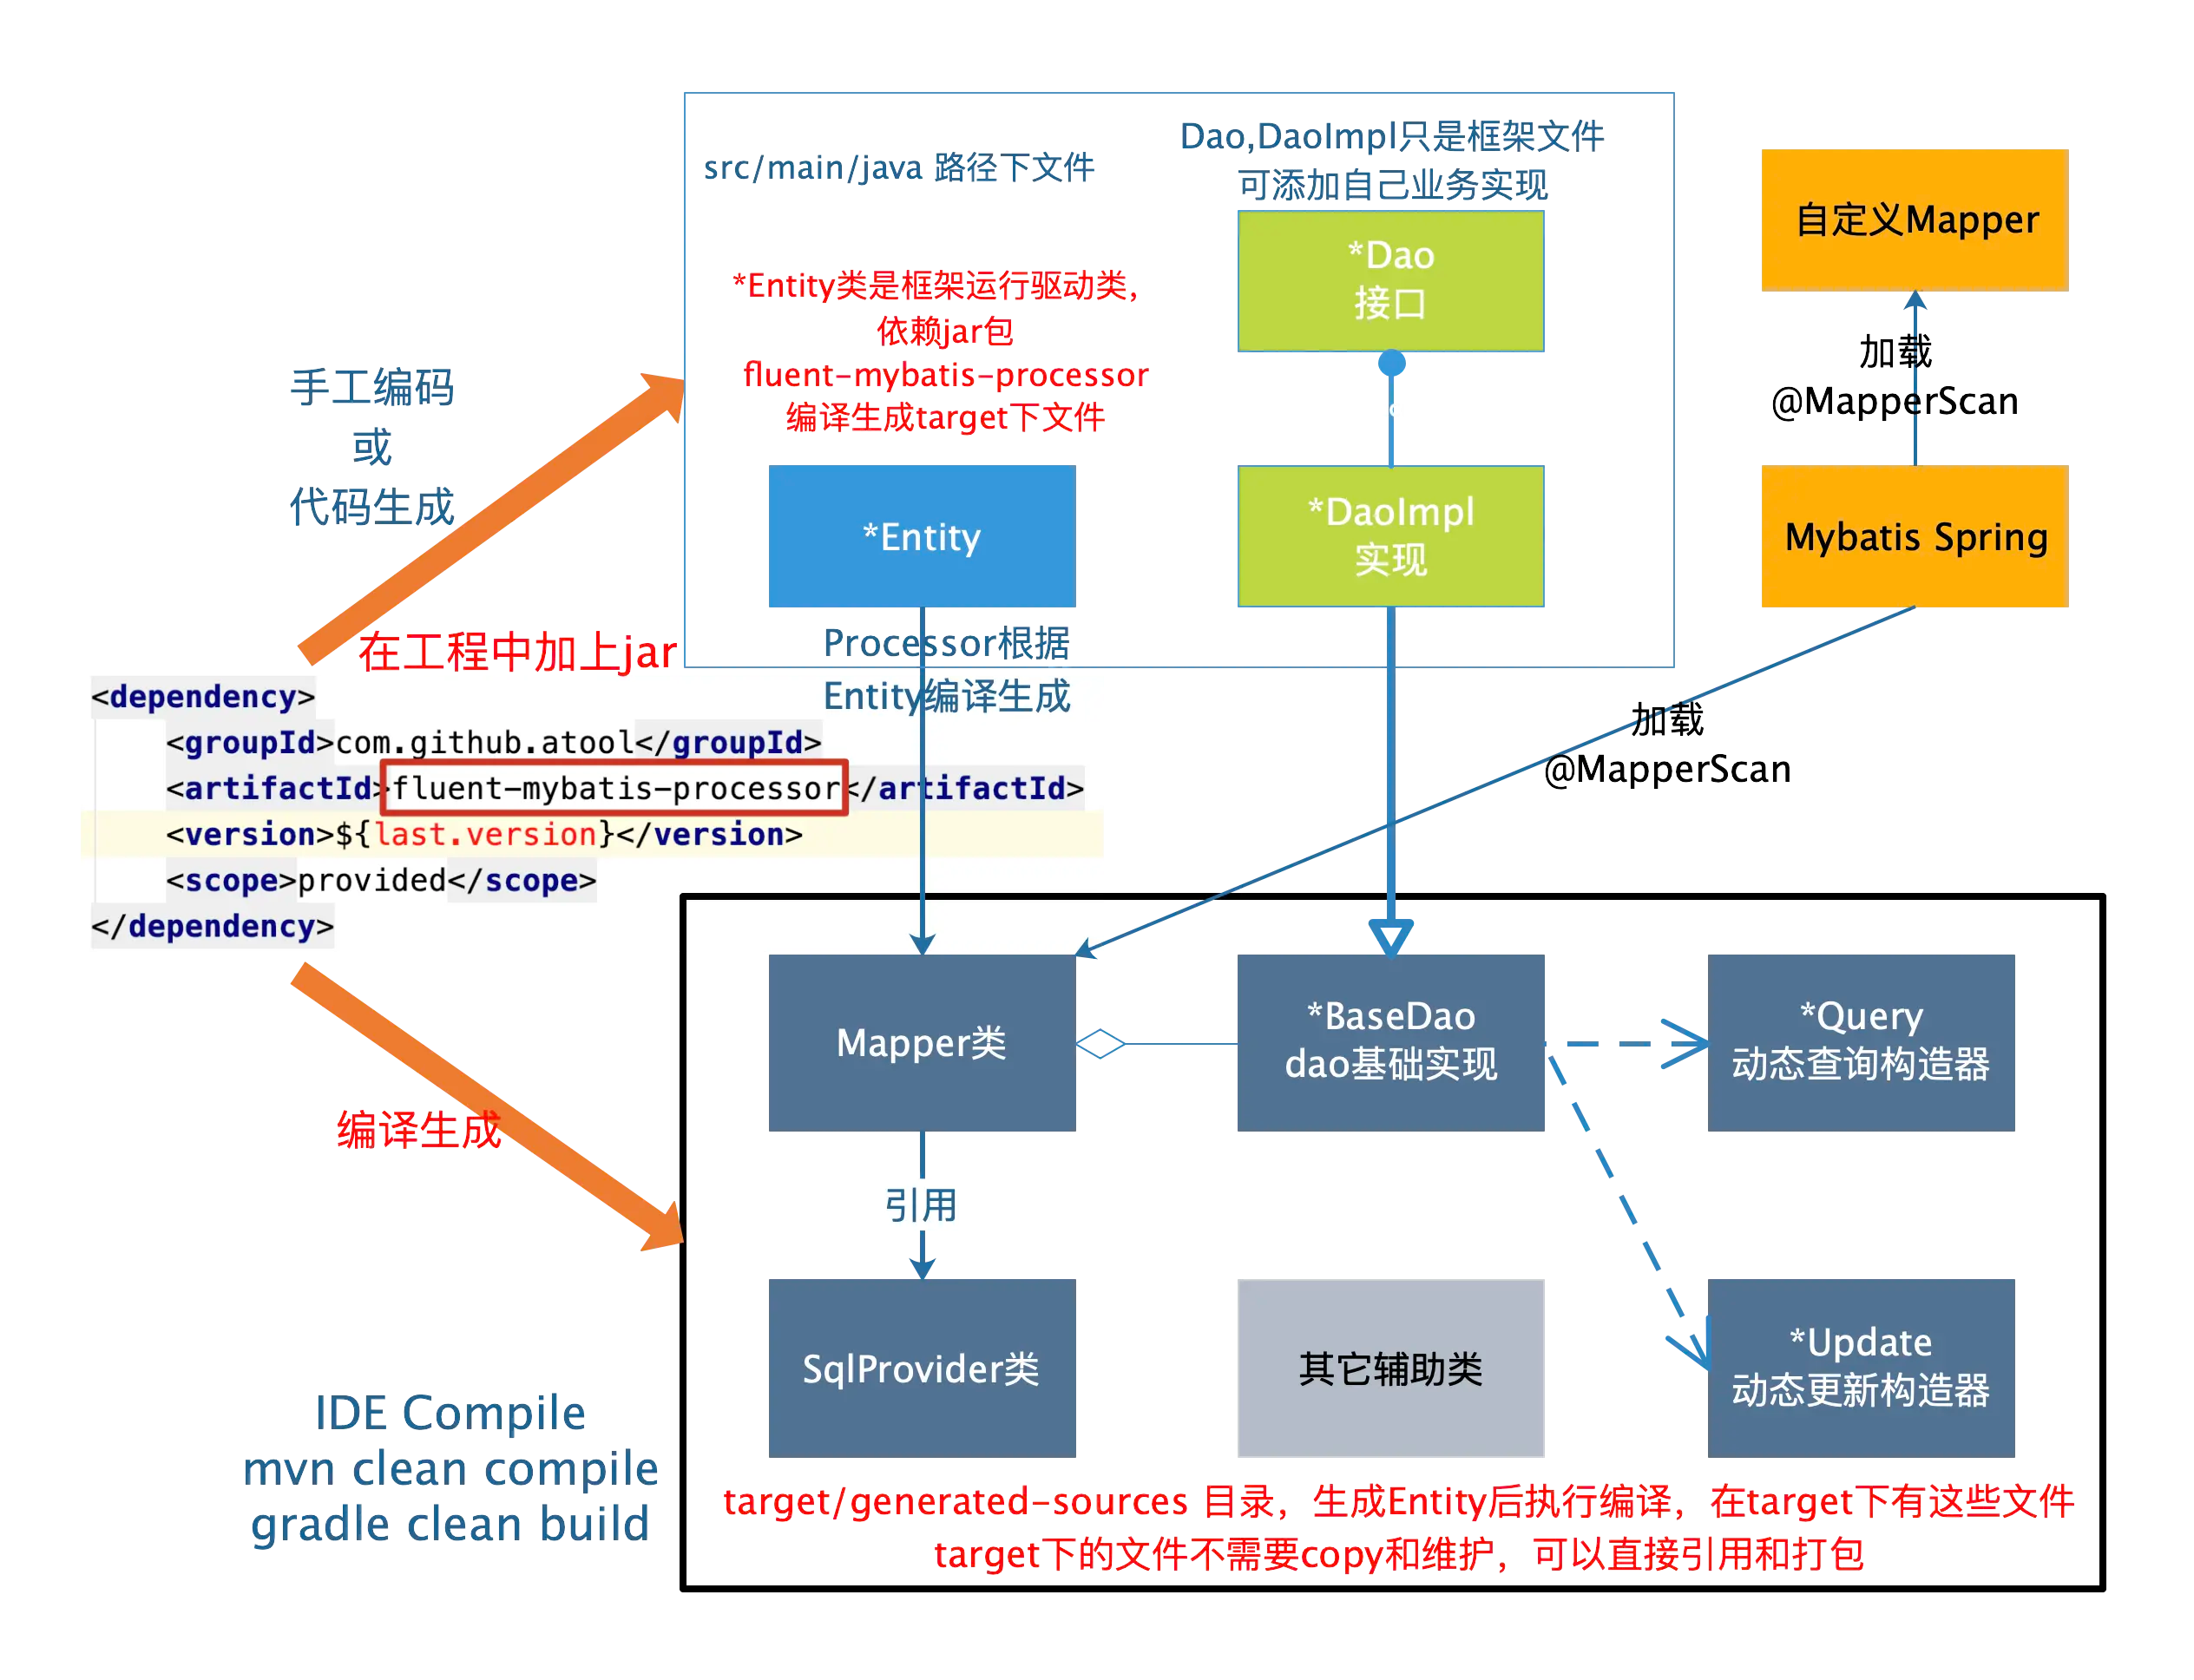 src/main/java 路径下文件
Dao,DaoImpl只是框架文件
可添加自己业务实现
*Entity类是框架运行驱动类,
依赖jar包
fluent-mybatis-processor
编译生成target下文件
*Dao
接口
自定义Mapper
加载
@MapperScan
手工编码
或
代码生成
*Entity
*DaoImpl
实现
Mybatis Spring
在工程中加上jar
Processor根据
Entity编译生成
<dependency>
<groupId>com.github.atool</groupId>
<artifactId>fluent-mybatis-processor</artifactId>
<version>${last.version}</version>
<scope>provided</scope>
</dependency>
加载
@MapperScan
编译生成
Mapper类
*BaseDao
dao基础实现
*Query
动态查询构造器
引用
SqlProvider类
其它辅助类
*Update
动态更新构造器
IDE Compile
mvn clean compile
gradle clean build
target/generated-sources 目录，生成Entity后执行编译，在target下有这些文件
target下的文件不需要copy和维护，可以直接引用和打包